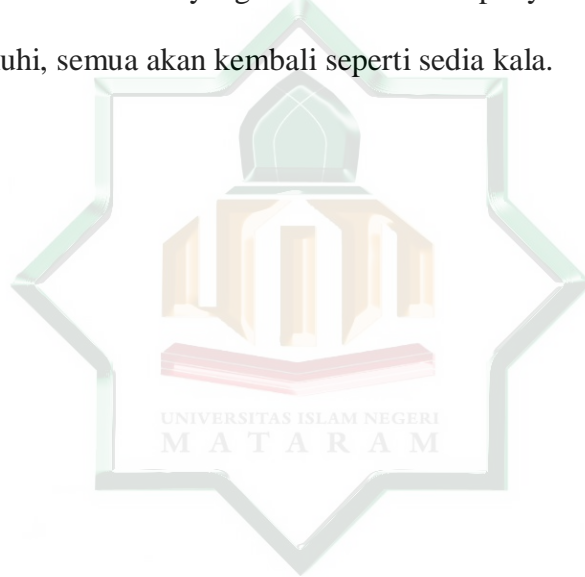 uhi, semua akan kembali seperti sedia kala.
UNIVERSITAS ISLAM NEGERI
MATARAM